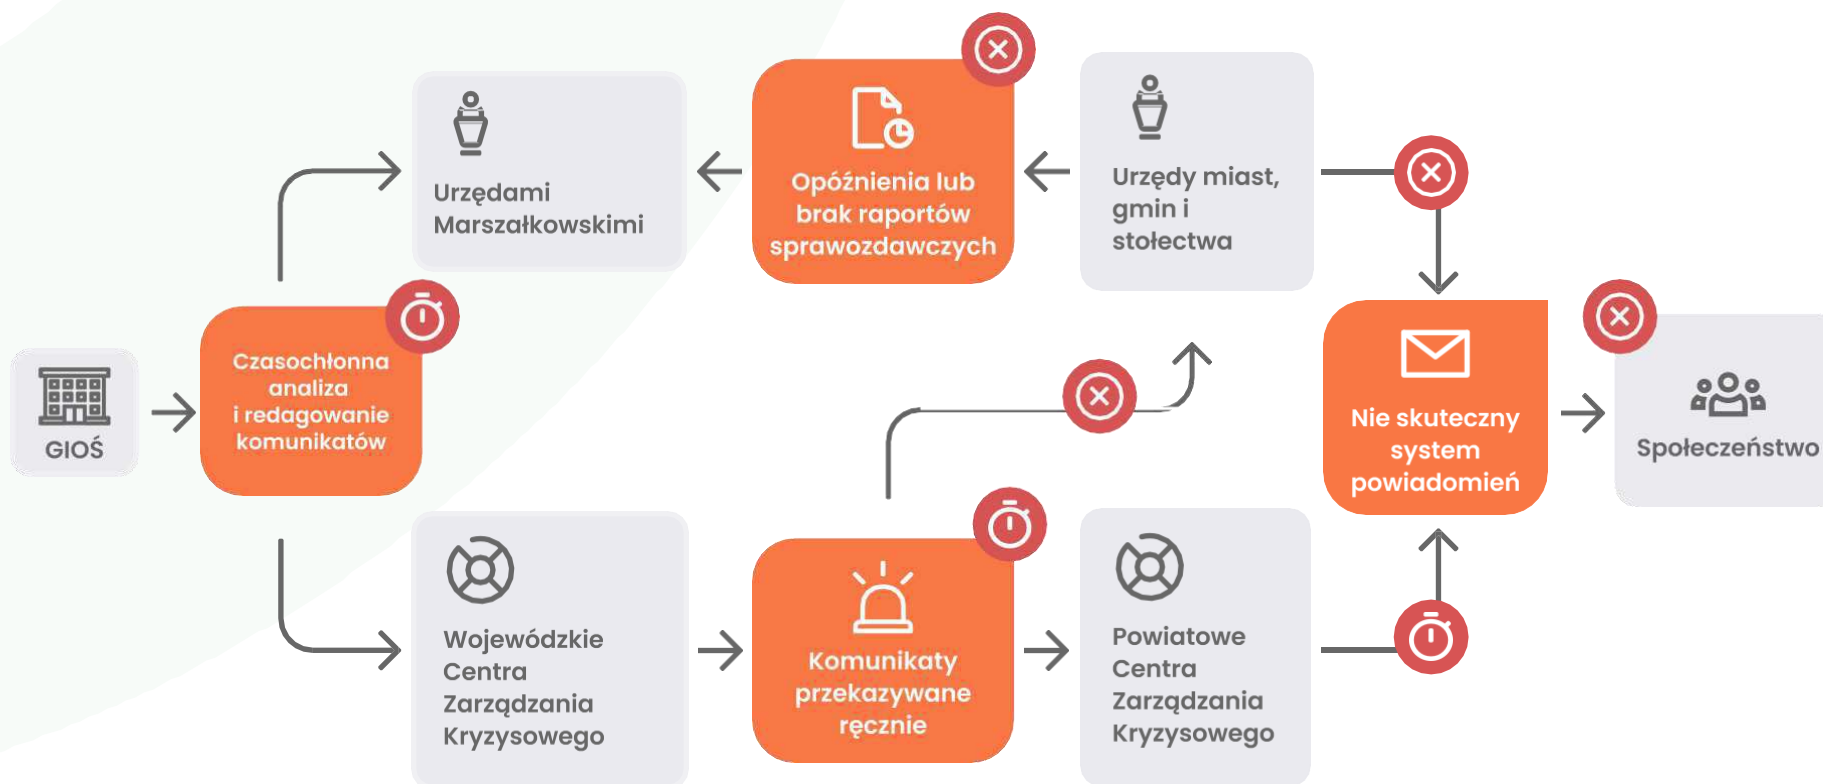 GIOŚ
Czasochłonna
analiza
i redagowanie
komunikatów
Urzędami
Marszałkowskimi
Opóźnienia lub
brak raportów
sprawozdawczych
Urzędy miast,
gmin i
stołectwa
Wojewódzkie
Centra
Zarządzania
Kryzysowego
Komunikaty
przekazywane
ręcznie
Powiatowe
Centra
Zarządzania
Kryzysowego
Nie skuteczny
system
powiadomień
Społeczeństwo